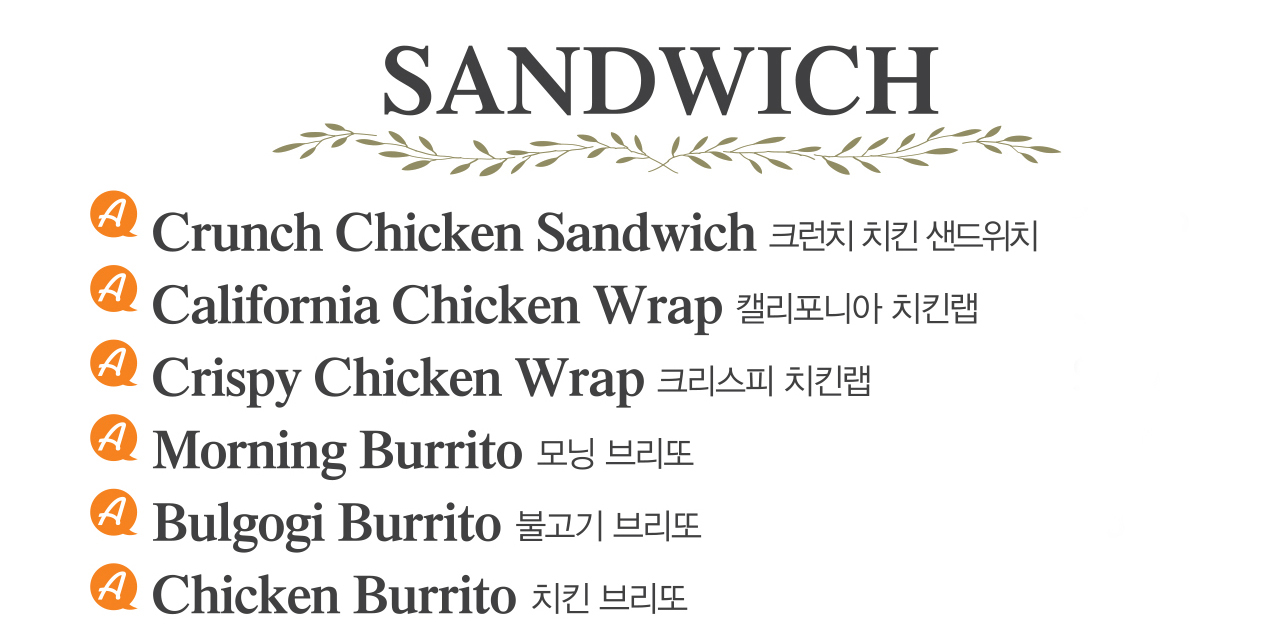 SANDWICH
A Crunch Chicken Sandwich 크런치 치킨 샌드위치
A California Chicken Wrap 캘리포니아 치킨랩
A Crispy Chicken Wrap 크리스피 치킨랩
A Morning Burrito 모닝 브리또
A Bulgogi Burrito 불고기 브리또
A Chicken Burrito 치킨 브리또